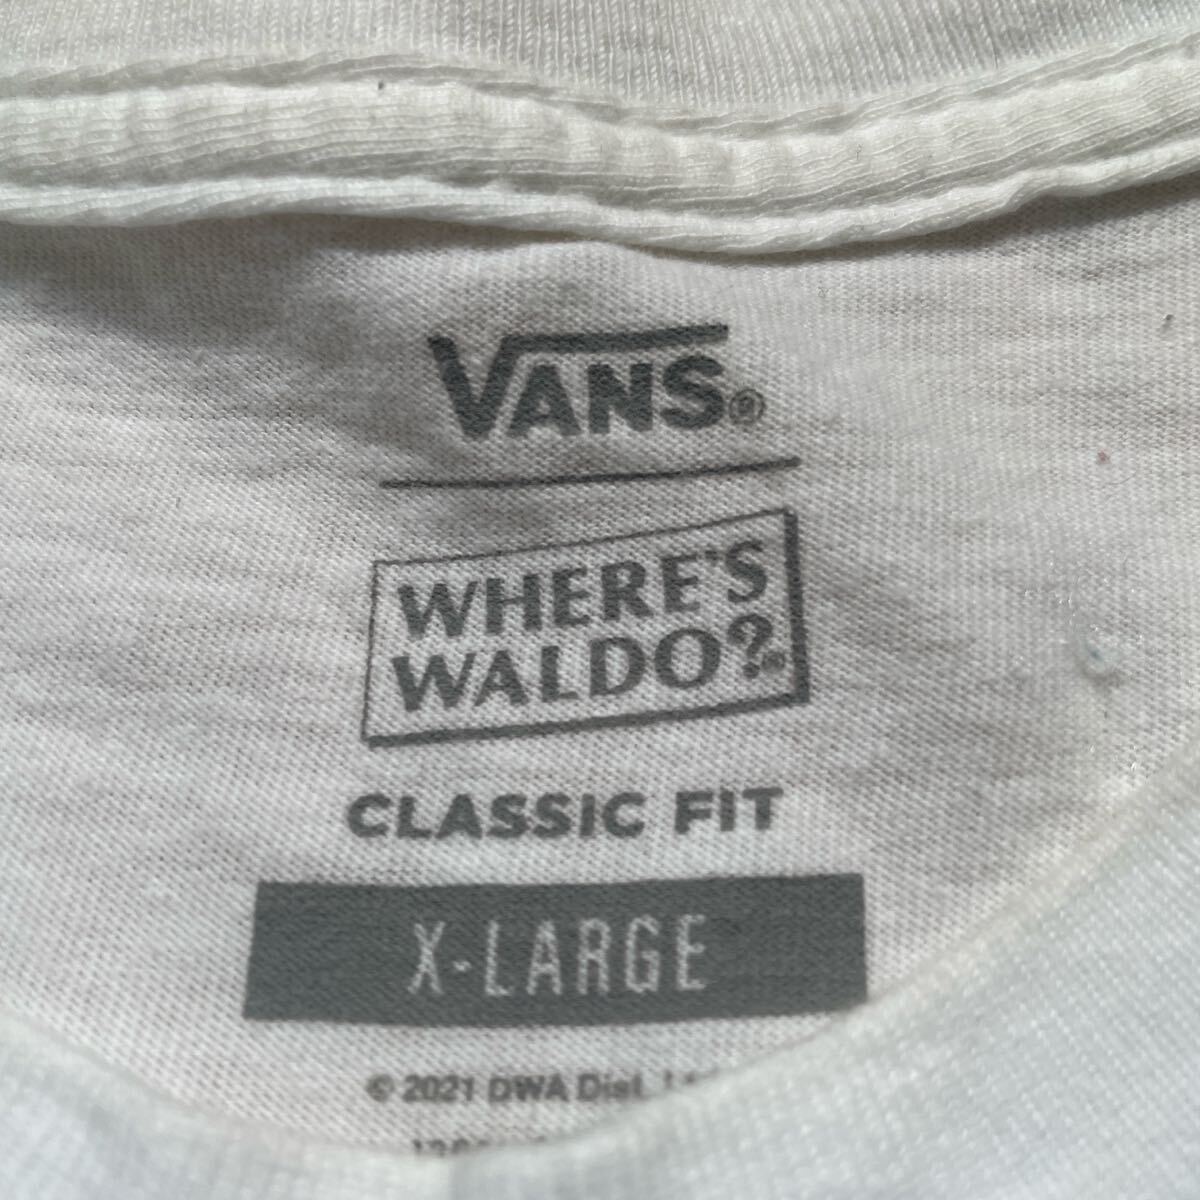 VANS®
WHERE'S
WALDO?
CLASSIC FIT
X-LARGE
© 2021 DWA Dist.